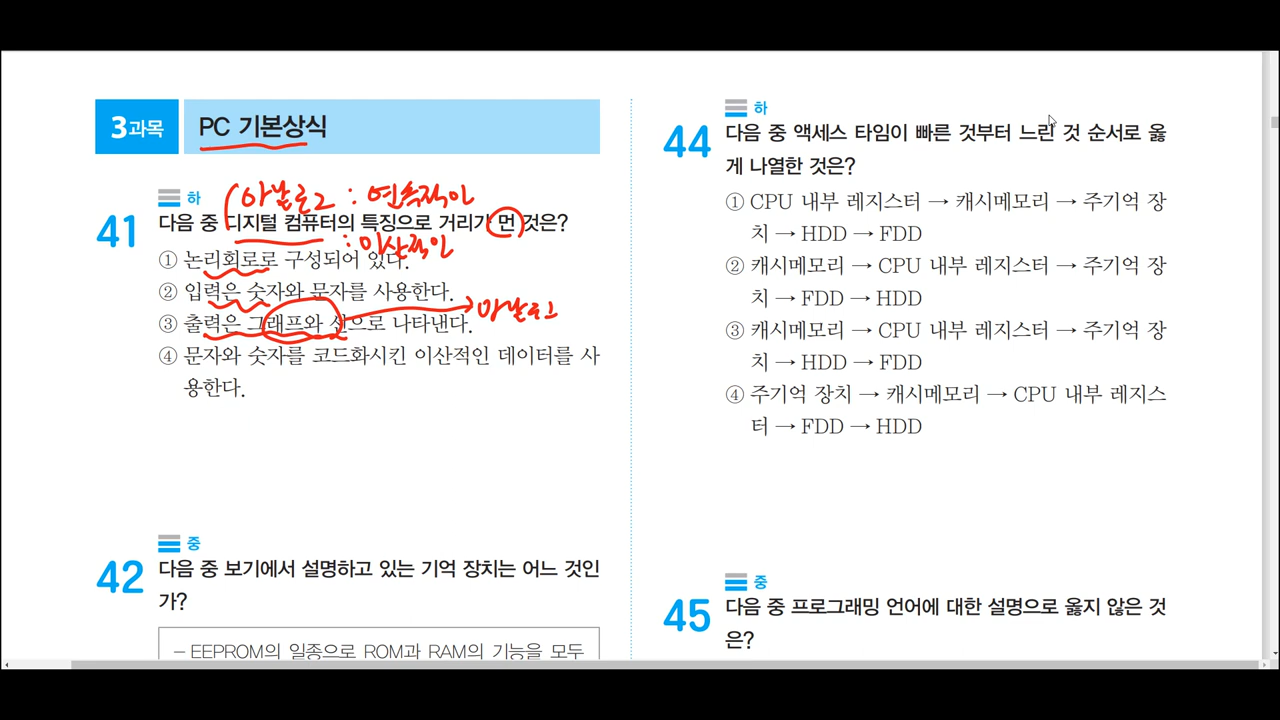 3과목 PC 기본상식
하
아날로그 : 연속적인
41 다음 중 디지털 컴퓨터의 특징으로 거리가 먼 것은?
: 이산적인
① 논리회로로 구성되어 있다.
② 입력은 숫자와 문자를 사용한다.
아날로그
③ 출력은 그래프와 선으로 나타낸다.
④ 문자와 숫자를 코드화시킨 이산적인 데이터를 사
용한다.
중
42 다음 중 보기에서 설명하고 있는 기억 장치는 어느 것인
가?
– EEPROM의 일종으로 ROM과 RAM의 기능을 모두
하
44 다음 중 액세스 타임이 빠른 것부터 느린 것 순서로 옳
게 나열한 것은?
① CPU 내부 레지스터 → 캐시메모리 → 주기억 장
치 → HDD → FDD
② 캐시메모리 → CPU 내부 레지스터 → 주기억 장
치 → FDD → HDD
③ 캐시메모리 → CPU 내부 레지스터 → 주기억 장
치 → HDD → FDD
④ 주기억 장치 → 캐시메모리 → CPU 내부 레지스
터 → FDD → HDD
중
45 다음 중 프로그래밍 언어에 대한 설명으로 옳지 않은 것
은?